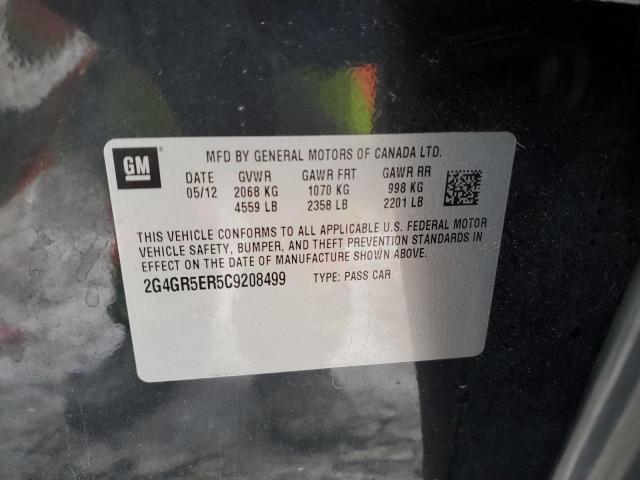 GM
MFD BY GENERAL MOTORS OF CANADA LTD.
DATE GVWR GAWR FRT GAWR RR
05/12 2068 KG 1070 KG 998 KG
4559 LB 2358 LB 2201 LB
THIS VEHICLE CONFORMS TO ALL APPLICABLE U.S. FEDERAL MOTOR
VEHICLE SAFETY, BUMPER, AND THEFT PREVENTION STANDARDS IN
EFFECT ON THE DATE OF MANUFACTURE SHOWN ABOVE.
2G4GR5ER5C9208499 TYPE: PASS CAR